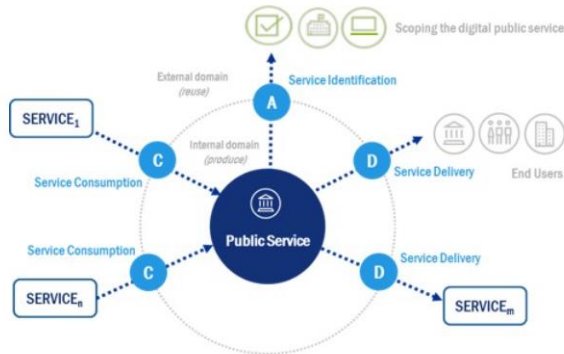 Scoping the digital public service
External domain
(reuse)
Service Identification
A
SERVICE1
Internal domain
(produce)
C
D
Service Consumption
Service Delivery
End Users
Public Service
Service Consumption
Service Delivery
C
D
SERVICEn
SERVICEm